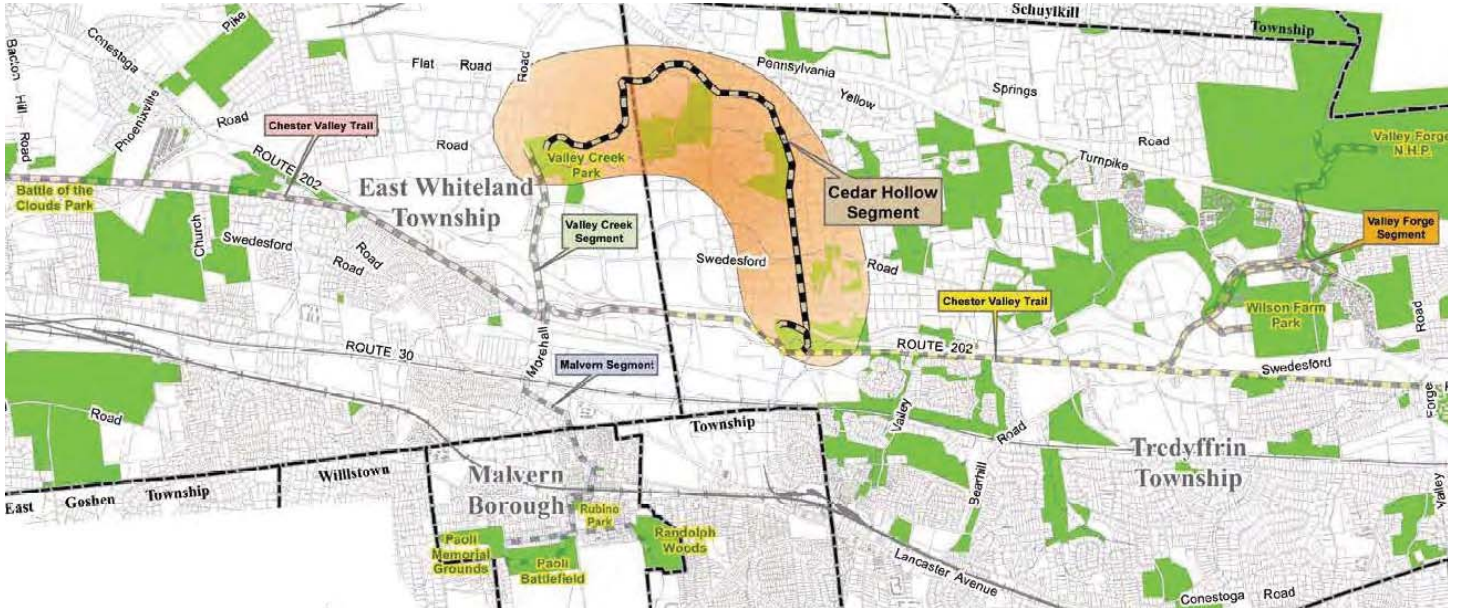 Schuylkill
Township
Bacton Hill
Road
Conestoga
Road
Pike
Phoenixville
Flat Road
Road
Pennsylvania
Yellow
Springs
Road
Turnpike
Valley Forge
N.H.P.
Chester Valley Trail
ROUTE 202
Road
Valley Creek
Park
Battle of the
Clouds Park
East Whiteland
Township
Cedar Hollow
Segment
Valley Forge
Segment
Church
Swedesford
Road
Road
Valley Creek
Segment
Swedesford
Road
Chester Valley Trail
Wilson Farm
Park
Road
ROUTE 30
Morehall
Malvern Segment
ROUTE 202
Swedesford
Forge
Road
Township
Valley
Road
Bearhill
Tredyffrin
Township
Willistown
Malvern
Borough
East Goshen Township
Valley
Rubino
Park
Paoli
Memorial
Grounds
Paoli
Battlefield
Randolph
Woods
Lancaster Avenue
Conestoga Road